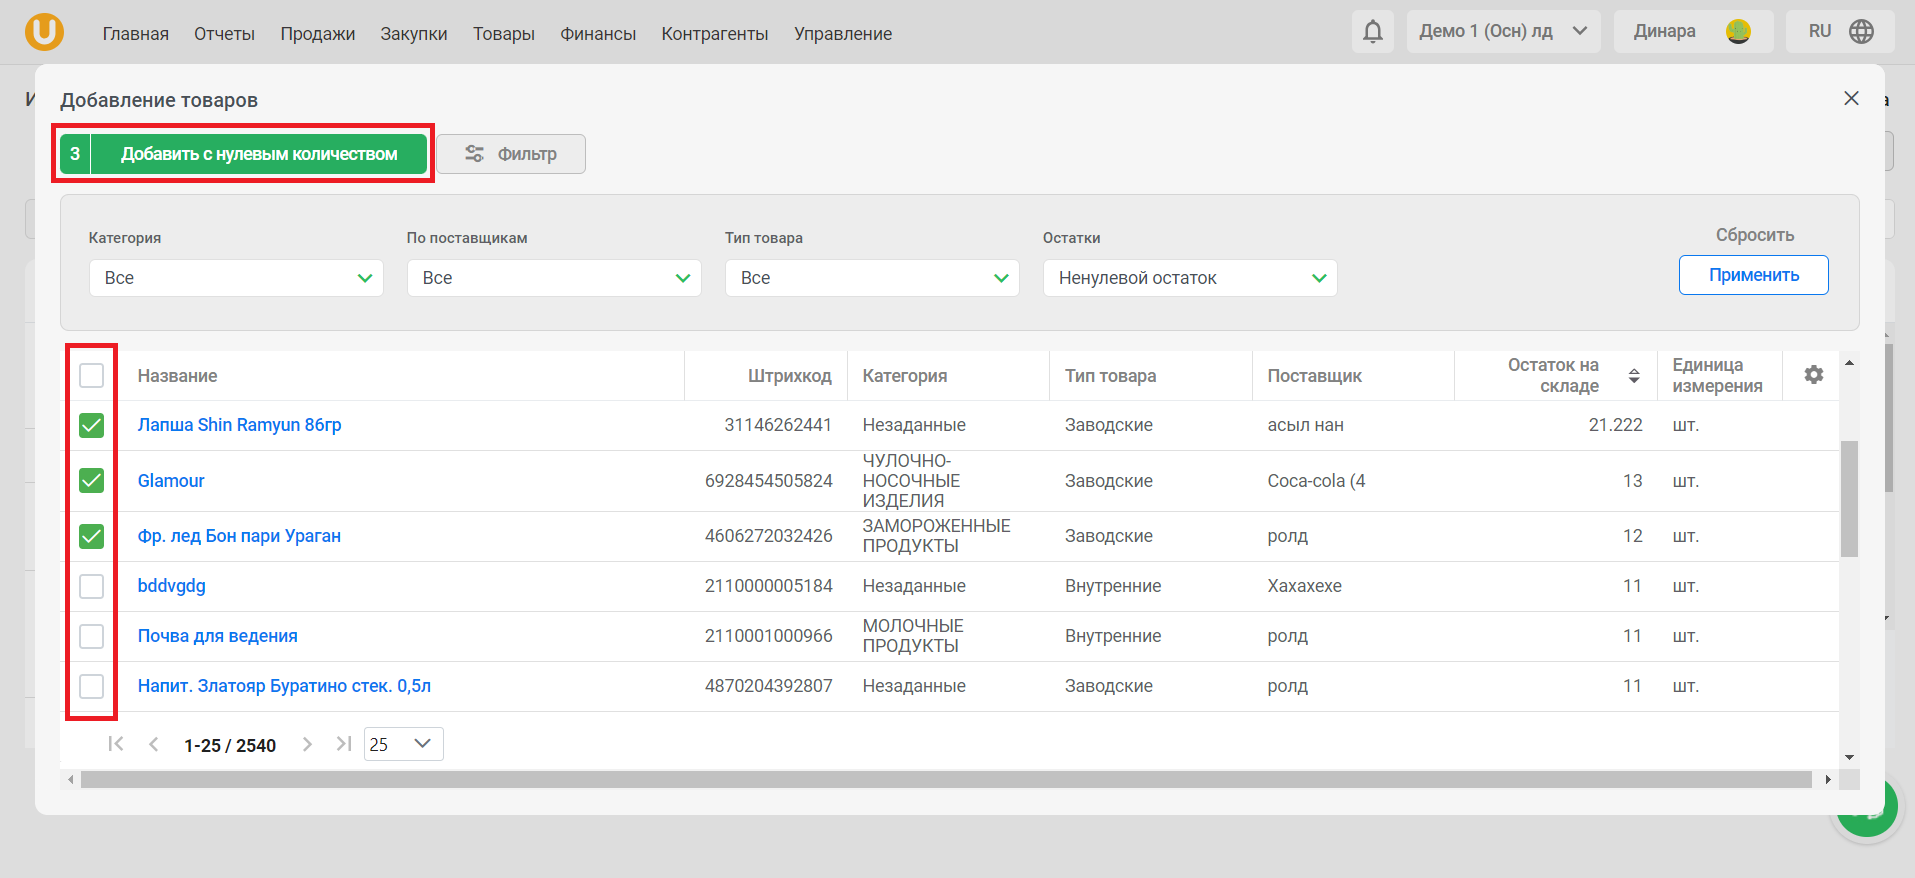 Главная Отчеты Продажи Закупки Товары Финансы Контрагенты Управление Демо 1 (Осн) лд Динара RU
Добавление товаров
3 Добавить с нулевым количеством Фильтр
Категория По поставщикам Тип товара Остатки Сбросить
Все Все Все Ненулевой остаток Применить
Название Штрихкод Категория Тип товара Поставщик Остаток на складе Единица измерения
Лапша Shin Ramyun 86гр 31146262441 Незаданные Заводские асыл нан 21.222 шт.
Glamour 6928454505824 ЧУЛОЧНО-НОСОЧНЫЕ ИЗДЕЛИЯ Заводские Coca-cola (4 13 шт.
Фр. лед Бон пари Ураган 4606272032426 ЗАМОРОЖЕННЫЕ ПРОДУКТЫ Заводские ролд 12 шт.
bddvgdg 2110000005184 Незаданные Внутренние Хахахехе 11 шт.
Почва для ведения 2110001000966 МОЛОЧНЫЕ ПРОДУКТЫ Внутренние ролд 11 шт.
Напит. Златояр Буратино стек. 0,5л 4870204392807 Незаданные Заводские ролд 11 шт.
1-25 / 2540 25